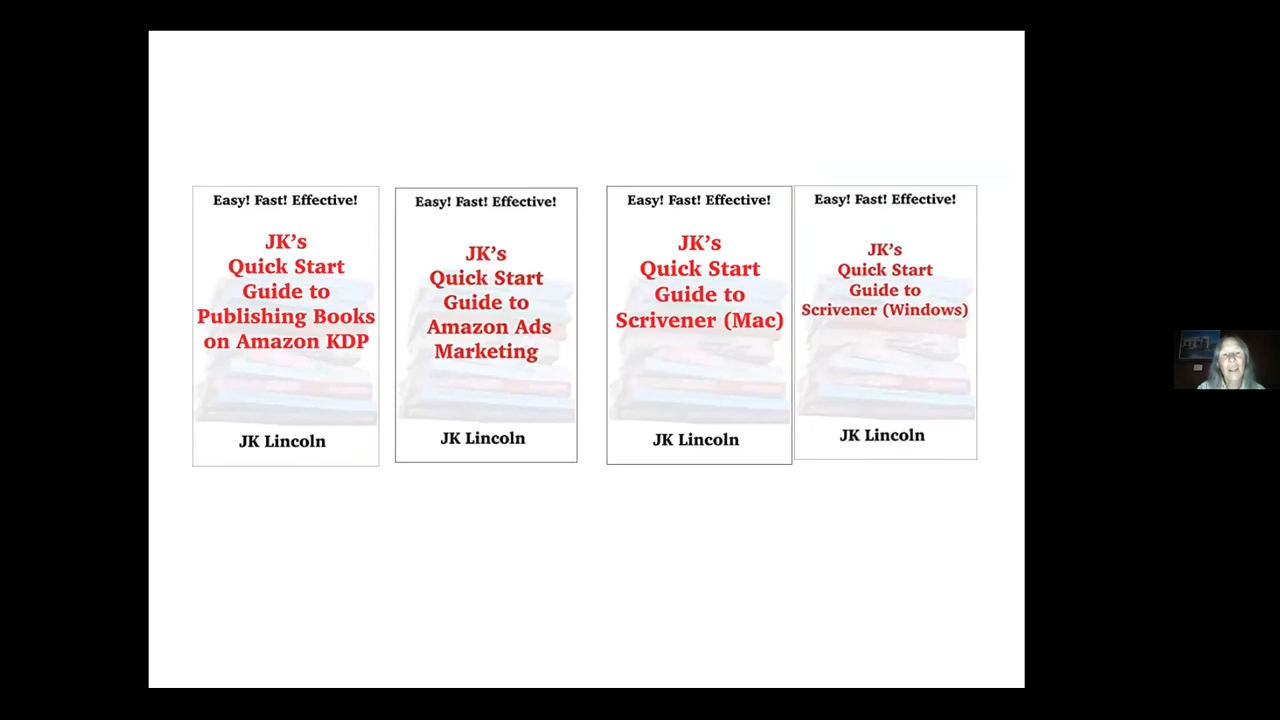 Easy! Fast! Effective!
JK's
Quick Start
Guide to
Publishing Books
on Amazon KDP
JK Lincoln
Easy! Fast! Effective!
JK's
Quick Start
Guide to
Amazon Ads
Marketing
JK Lincoln
Easy! Fast! Effective!
JK's
Quick Start
Guide to
Scrivener (Mac)
JK Lincoln
Easy! Fast! Effective!
JK's
Quick Start
Guide to
Scrivener (Windows)
JK Lincoln